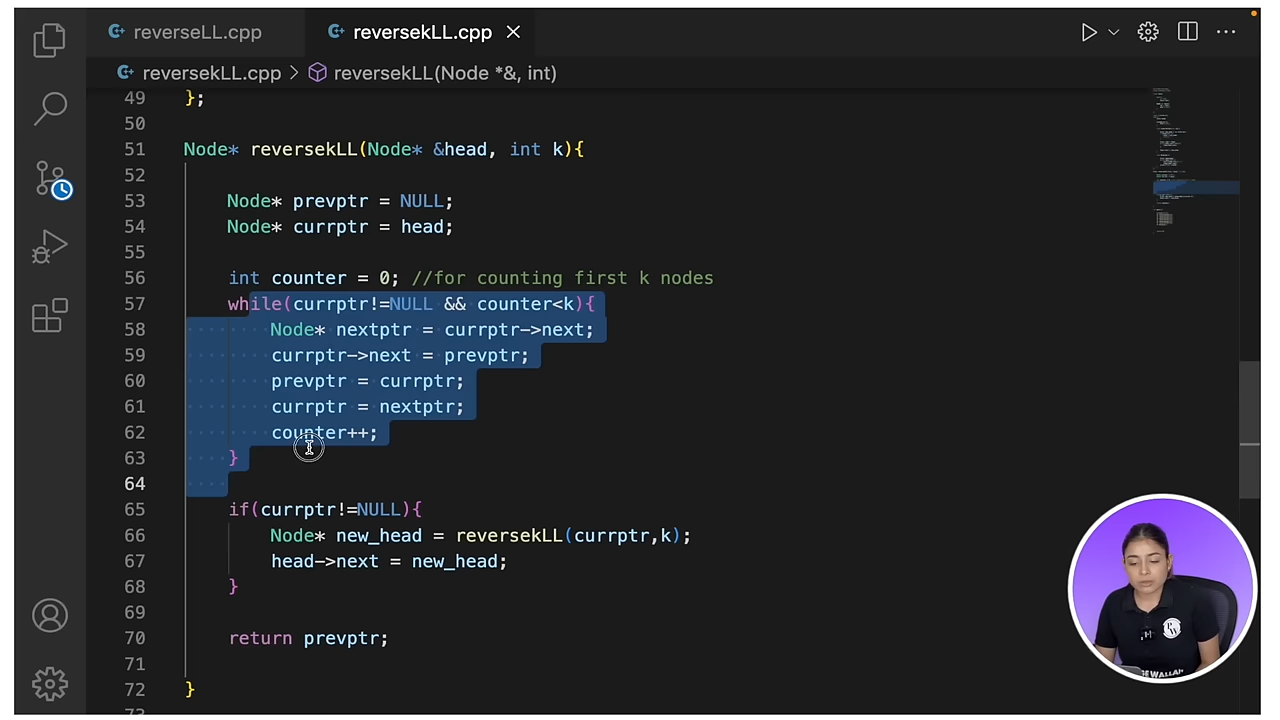 reverseLL.cpp
reversekLL.cpp
reversekLL.cpp > reversekLL(Node *&, int)
49 };
50
51 Node* reversekLL(Node* &head, int k){
52
53     Node* prevptr = NULL;
54     Node* currptr = head;
55
56     int counter = 0; //for counting first k nodes
57     while(currptr!=NULL && counter<k){
58         Node* nextptr = currptr->next;
59         currptr->next = prevptr;
60         prevptr = currptr;
61         currptr = nextptr;
62         counter++;
63     }
64
65     if(currptr!=NULL){
66         Node* new_head = reversekLL(currptr,k);
67         head->next = new_head;
68     }
69
70     return prevptr;
71
72 }
73
PW